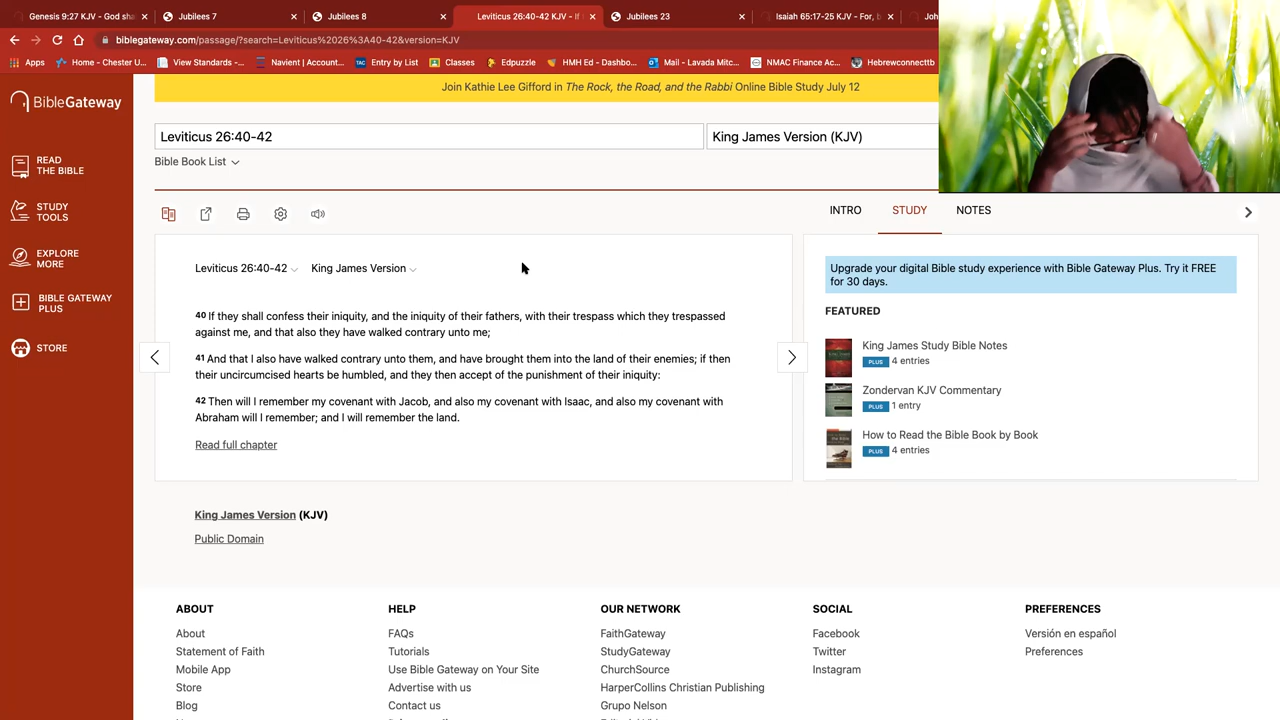 Genesis 9:27 KJV - God sha
Jubilees 7
Jubilees 8
Leviticus 26:40-42 KJV - If
Jubilees 23
Isaiah 65:17-25 KJV - For, b
Joh
biblegateway.com/passage/?search=Leviticus%2026%3A40-42&version=KJV
Apps
Home - Chester U...
View Standards -...
Navient | Account...
TAC
Entry by List
Classes
Edpuzzle
HMH Ed - Dashbo...
Mail - Lavada Mitc...
NMAC Finance Ac...
Hebrewconnecttb
BibleGateway
Join Kathie Lee Gifford in The Rock, the Road, and the Rabbi Online Bible Study July 12
Leviticus 26:40-42
King James Version (KJV)
Bible Book List
READ
THE BIBLE
STUDY
TOOLS
EXPLORE
MORE
BIBLE GATEWAY
PLUS
STORE
INTRO
STUDY
NOTES
Leviticus 26:40-42
King James Version
40 If they shall confess their iniquity, and the iniquity of their fathers, with their trespass which they trespassed
against me, and that also they have walked contrary unto me;
41 And that I also have walked contrary unto them, and have brought them into the land of their enemies; if then
their uncircumcised hearts be humbled, and they then accept of the punishment of their iniquity:
42 Then will I remember my covenant with Jacob, and also my covenant with Isaac, and also my covenant with
Abraham will I remember; and I will remember the land.
Read full chapter
Upgrade your digital Bible study experience with Bible Gateway Plus. Try it FREE
for 30 days.
FEATURED
King James Study Bible Notes
PLUS 4 entries
Zondervan KJV Commentary
PLUS 1 entry
How to Read the Bible Book by Book
PLUS 4 entries
King James Version (KJV)
Public Domain
ABOUT
About
Statement of Faith
Mobile App
Store
Blog
HELP
FAQs
Tutorials
Use Bible Gateway on Your Site
Advertise with us
Contact us
OUR NETWORK
FaithGateway
StudyGateway
ChurchSource
HarperCollins Christian Publishing
Grupo Nelson
SOCIAL
Facebook
Twitter
Instagram
PREFERENCES
Versión en español
Preferences